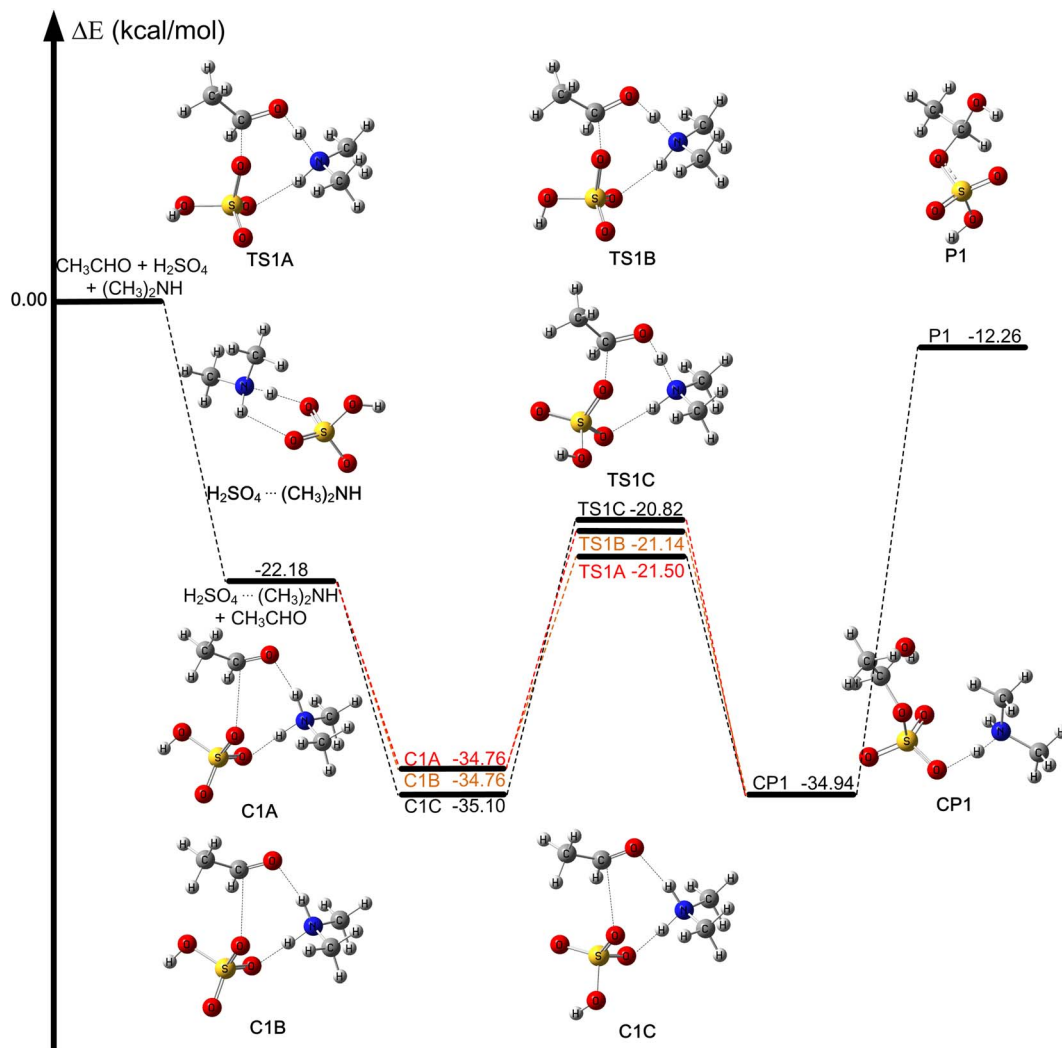 ΔE (kcal/mol)
TS1A
TS1B
P1
CH₃CHO + H₂SO₄
+ (CH₃)₂NH
0.00
P1 -12.26
H₂SO₄ ··· (CH₃)₂NH
TS1C
TS1C -20.82
TS1B -21.14
TS1A -21.50
-22.18
H₂SO₄ ··· (CH₃)₂NH
+ CH₃CHO
C1A -34.76
C1B -34.76
C1C -35.10
CP1 -34.94
C1A
CP1
C1B
C1C